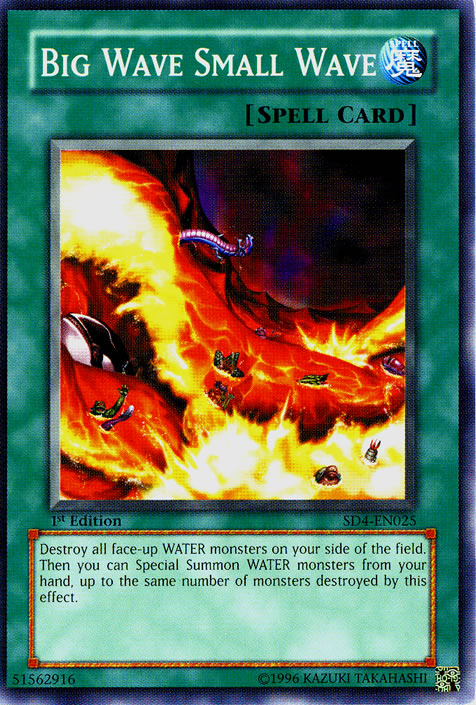 BIG WAVE SMALL WAVE
SPELL
魔
[SPELL CARD]
1st Edition
SD4-EN025
Destroy all face-up WATER monsters on your side of the field.
Then you can Special Summon WATER monsters from your
hand, up to the same number of monsters destroyed by this
effect.
51562916
©1996 KAZUKI TAKAHASHI